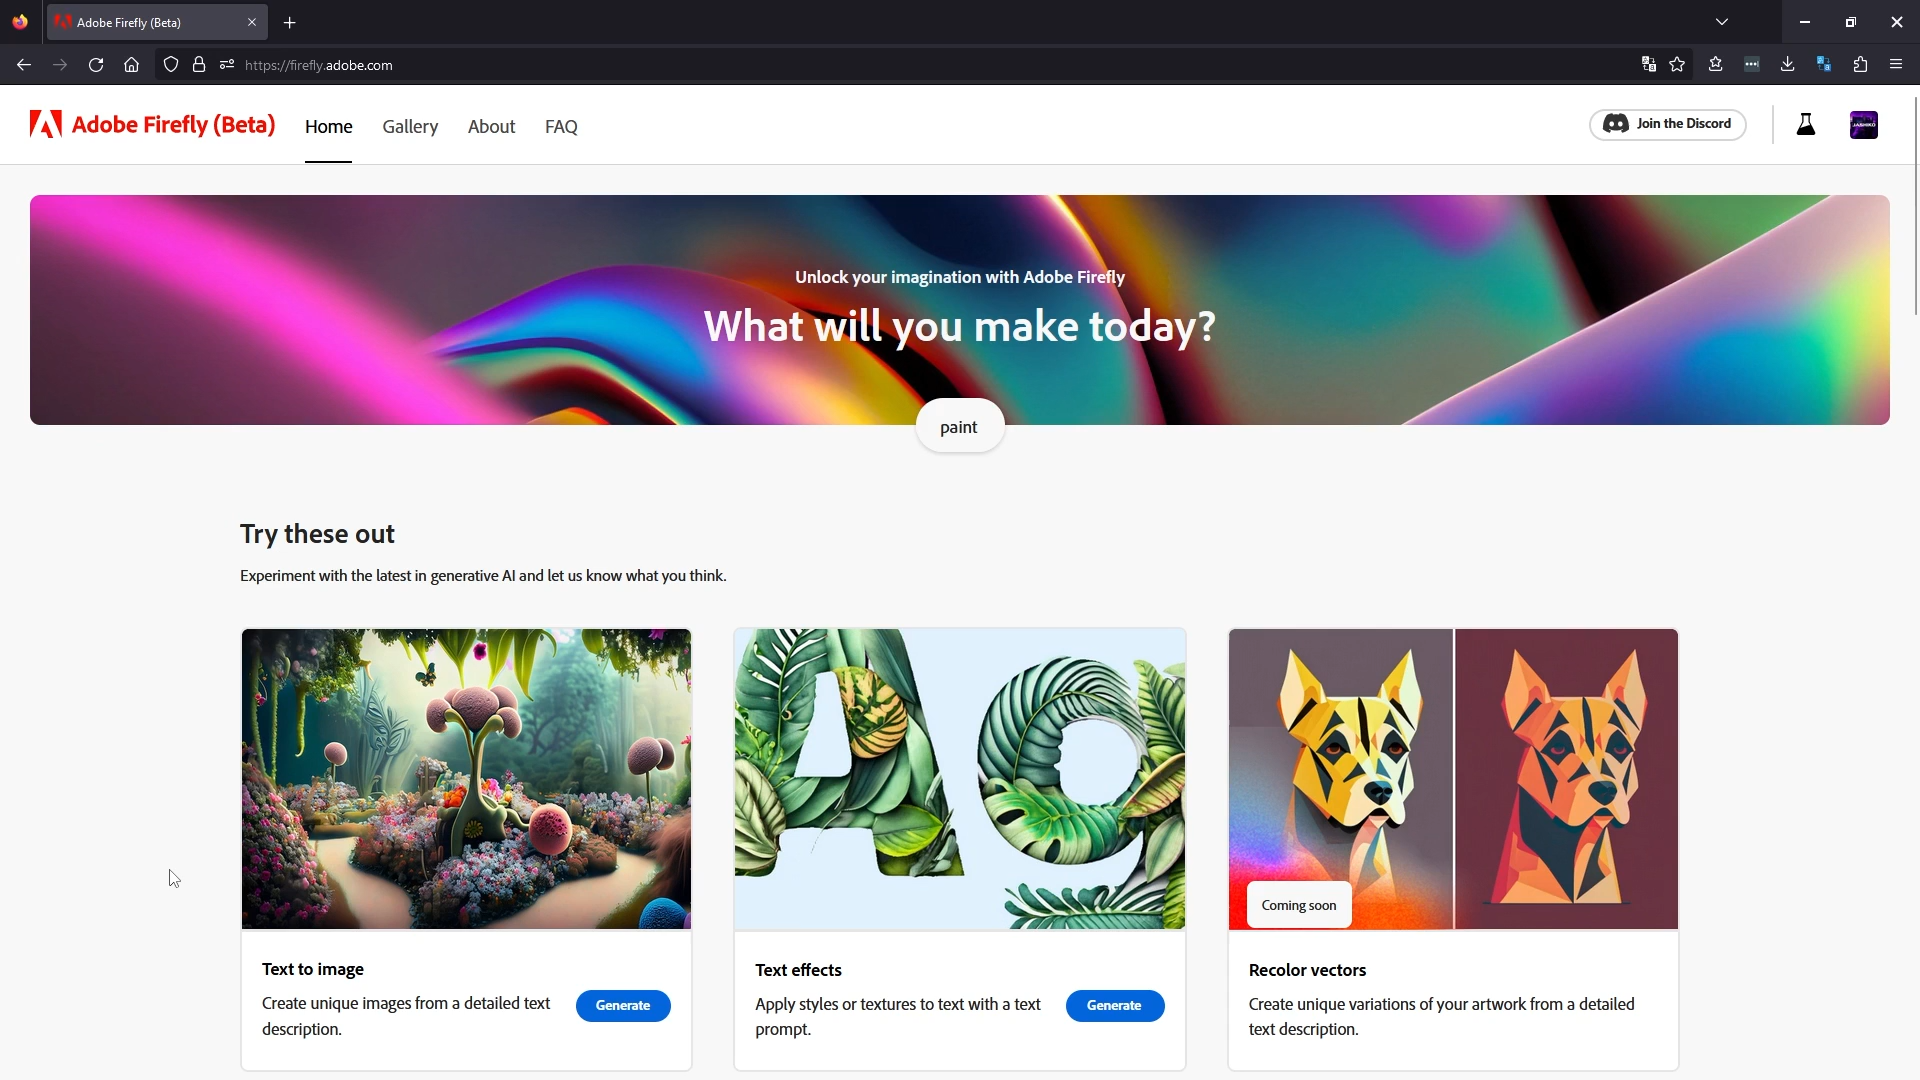 Adobe Firefly (Beta)
https://firefly.adobe.com
Adobe Firefly (Beta)
Home
Gallery
About
FAQ
Join the Discord
JASHIKO
Unlock your imagination with Adobe Firefly
What will you make today?
paint
Try these out
Experiment with the latest in generative AI and let us know what you think.
Coming soon
Text to image
Create unique images from a detailed text
description.
Generate
Text effects
Apply styles or textures to text with a text
prompt.
Generate
Recolor vectors
Create unique variations of your artwork from a detailed
text description.